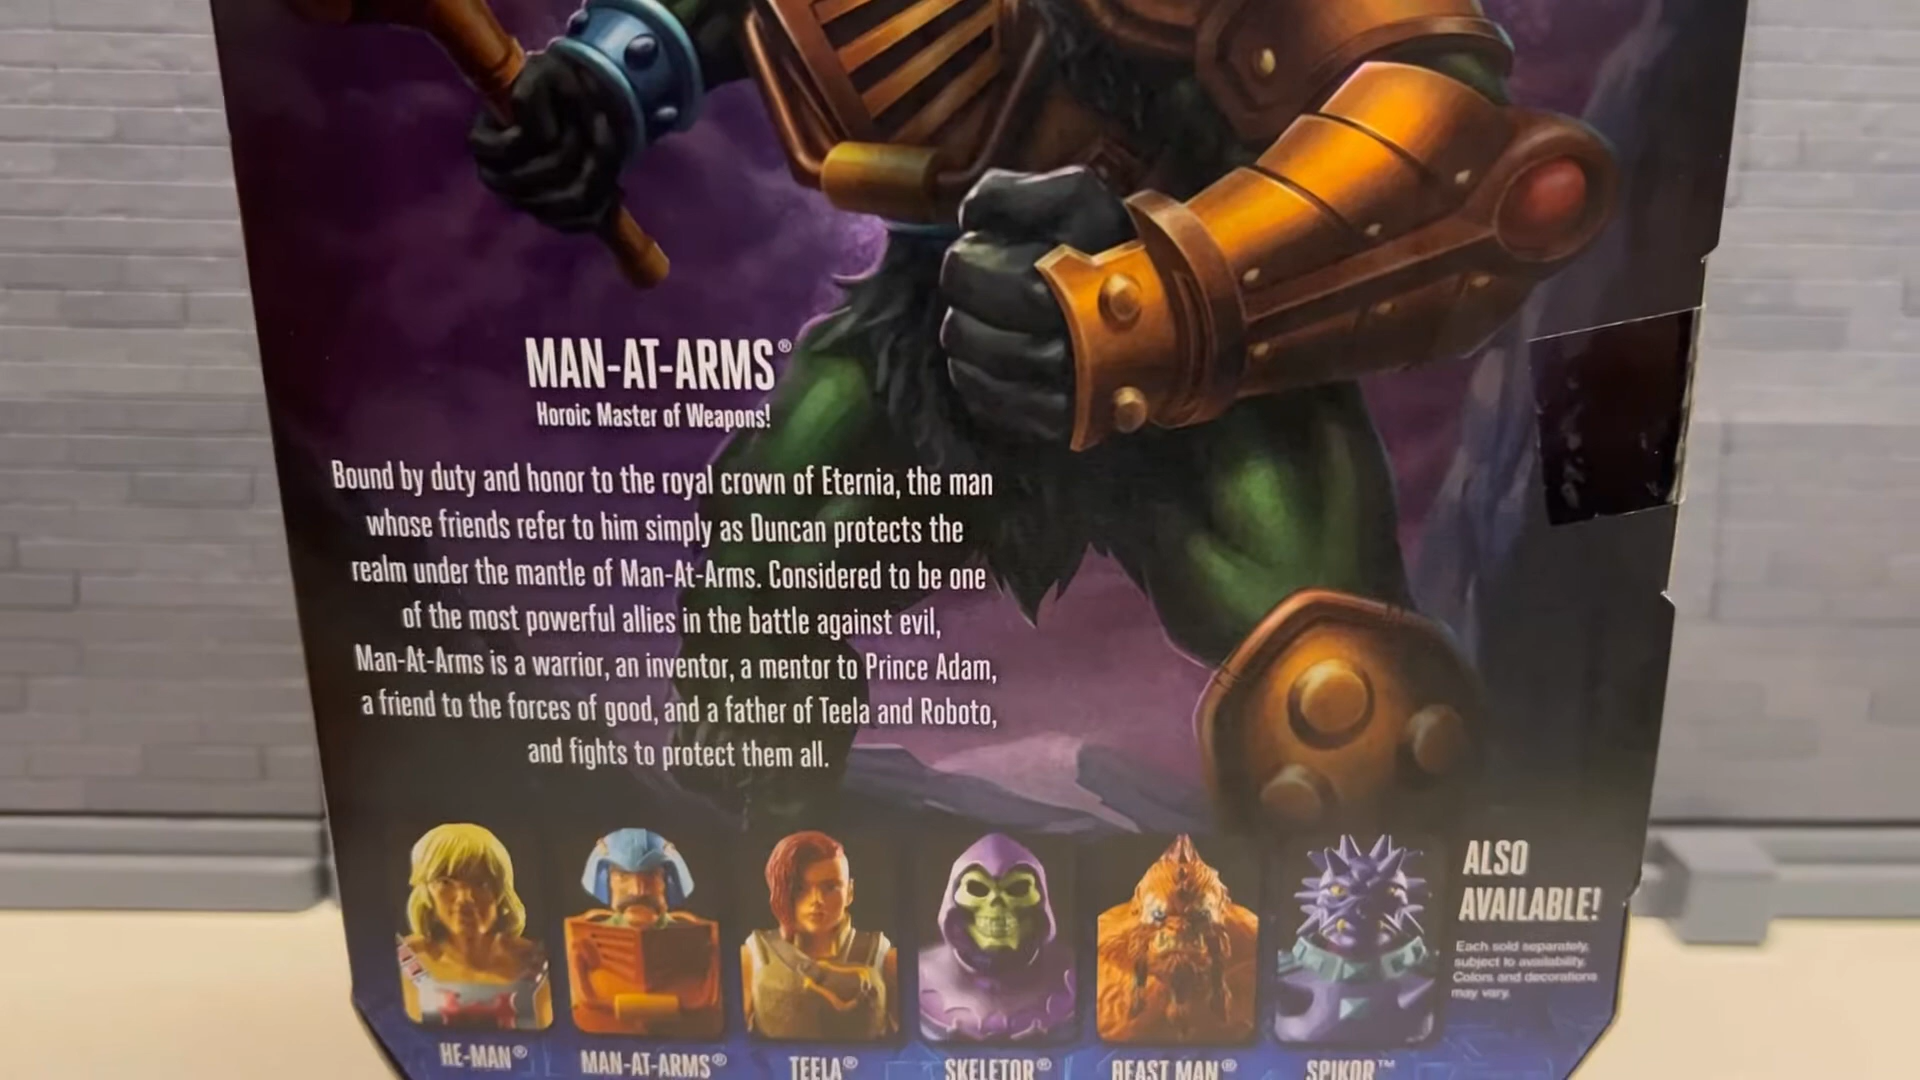 MAN-AT-ARMS®
Horoic Master of Weapons!
Bound by duty and honor to the royal crown of Eternia, the man
whose friends refer to him simply as Duncan protects the
realm under the mantle of Man-At-Arms. Considered to be one
of the most powerful allies in the battle against evil,
Man-At-Arms is a warrior, an inventor, a mentor to Prince Adam,
a friend to the forces of good, and a father of Teela and Roboto,
and fights to protect them all.
ALSO
AVAILABLE!
Each sold separately,
subject to availability.
Colors and decorations
may vary.
HE-MAN®
MAN-AT-ARMS®
TEELA®
SKELETOR®
BEAST MAN®
SPIKOR™